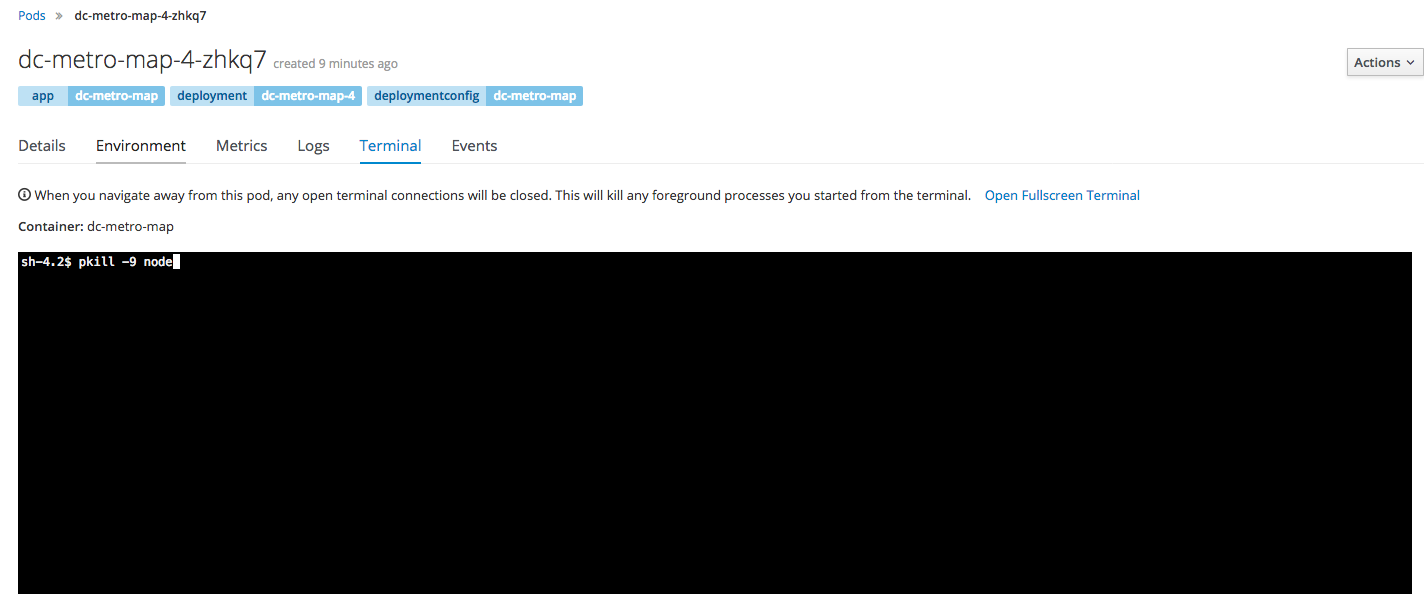 Pods » dc-metro-map-4-zhkq7
dc-metro-map-4-zhkq7 created 9 minutes ago
Actions
app dc-metro-map deployment dc-metro-map-4 deploymentconfig dc-metro-map
Details Environment Metrics Logs Terminal Events
When you navigate away from this pod, any open terminal connections will be closed. This will kill any foreground processes you started from the terminal. Open Fullscreen Terminal
Container: dc-metro-map
sh-4.2$ pkill -9 node